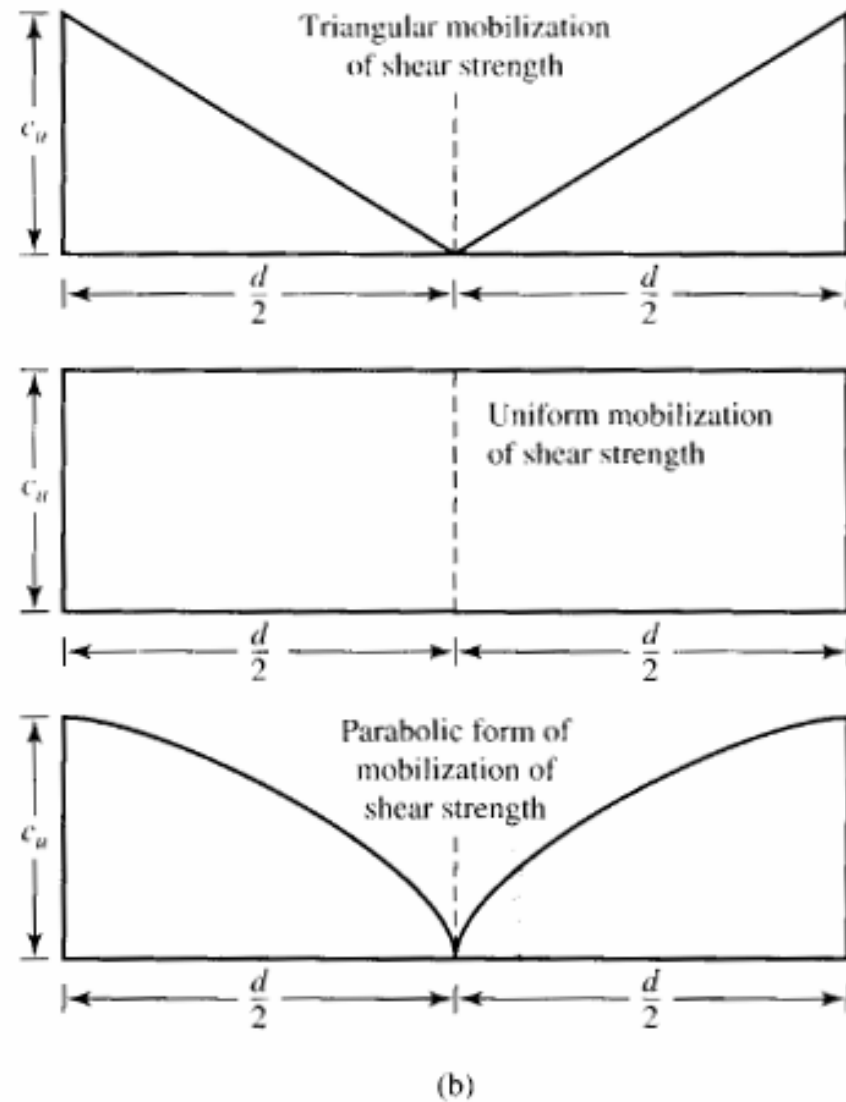 Triangular mobilization
of shear strength
c_u
d/2 d/2
Uniform mobilization
of shear strength
c_u
d/2 d/2
Parabolic form of
mobilization of
shear strength
c_u
d/2 d/2
(b)